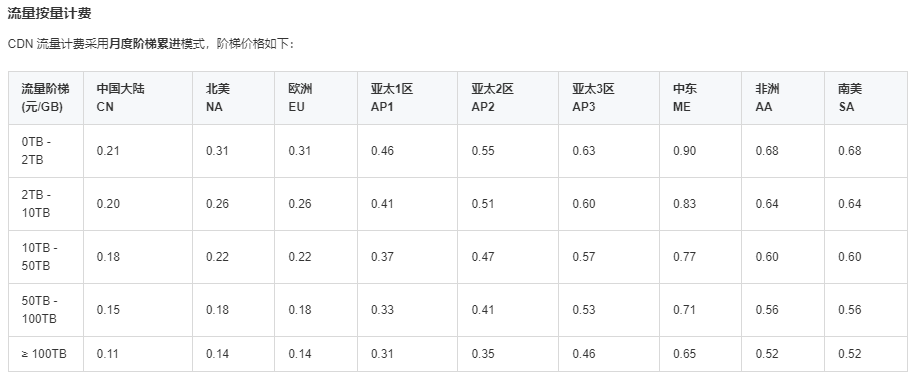 流量按量计费
CDN 流量计费采用月度阶梯累进模式，阶梯价格如下：
流量阶梯 中国大陆 北美 欧洲 亚太1区 亚太2区 亚太3区 中东 非洲 南美
(元/GB) CN NA EU AP1 AP2 AP3 ME AA SA
0TB -
2TB
0.21 0.31 0.31 0.46 0.55 0.63 0.90 0.68 0.68
2TB -
10TB
0.20 0.26 0.26 0.41 0.51 0.60 0.83 0.64 0.64
10TB -
50TB
0.18 0.22 0.22 0.37 0.47 0.57 0.77 0.60 0.60
50TB -
100TB
0.15 0.18 0.18 0.33 0.41 0.53 0.71 0.56 0.56
≥ 100TB 0.11 0.14 0.14 0.31 0.35 0.46 0.65 0.52 0.52